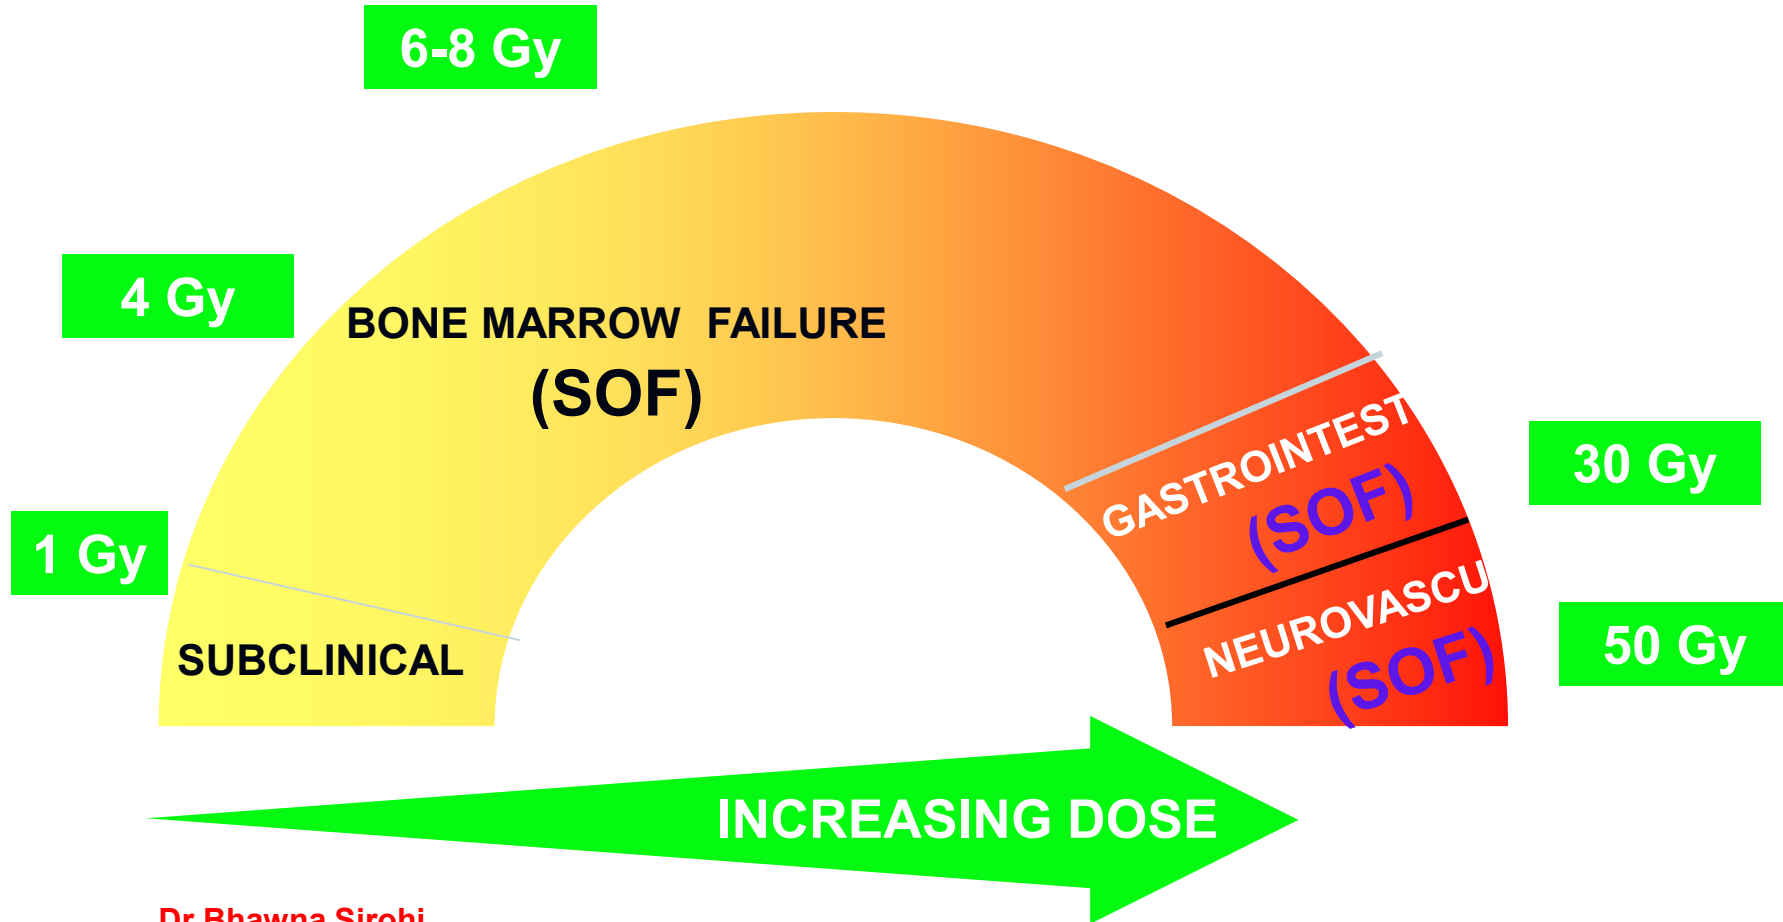 6-8 Gy
4 Gy
BONE MARROW FAILURE
(SOF)
GASTROINTEST
(SOF)
30 Gy
1 Gy
SUBCLINICAL
NEUROVASCU
(SOF)
50 Gy
INCREASING DOSE
Dr Bhawna Sirohi